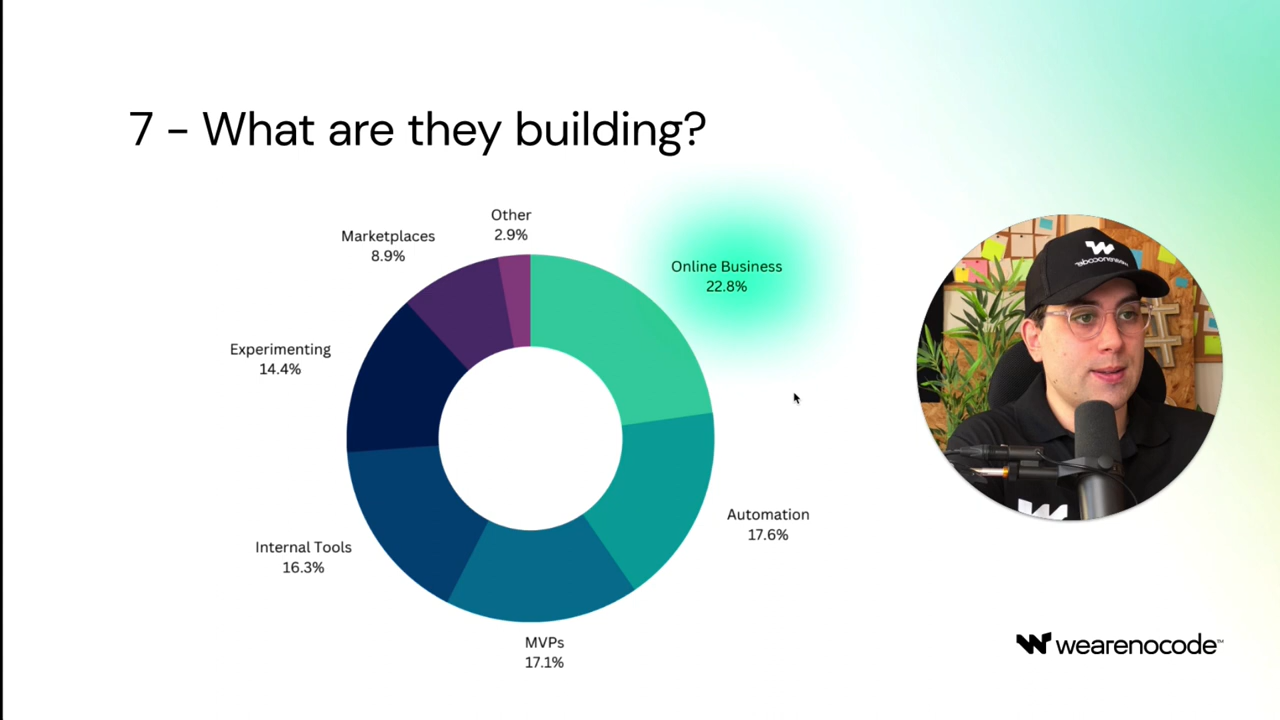 7 - What are they building?
Other
2.9%
Marketplaces
8.9%
Online Business
22.8%
Experimenting
14.4%
Automation
17.6%
Internal Tools
16.3%
MVPs
17.1%
wearenocode™